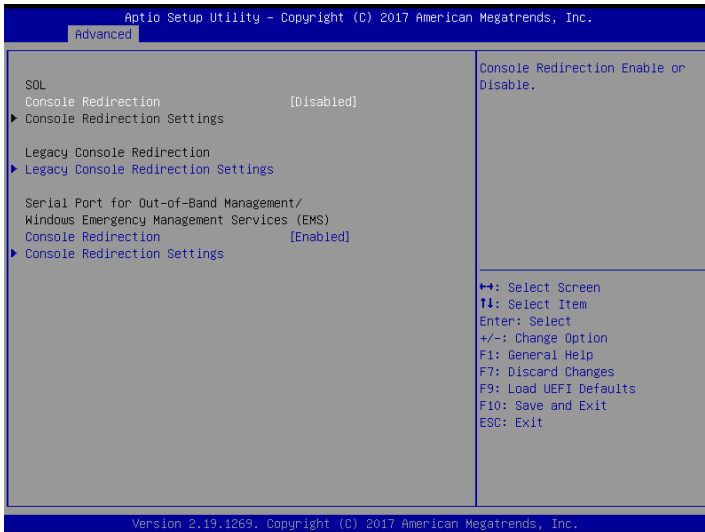 Aptio Setup Utility – Copyright (C) 2017 American Megatrends, Inc.
Advanced
SOL
Console Redirection [Disabled]
Console Redirection Settings
Legacy Console Redirection
Legacy Console Redirection Settings
Serial Port for Out-of-Band Management/
Windows Emergency Management Services (EMS)
Console Redirection [Enabled]
Console Redirection Settings
Console Redirection Enable or
Disable.
↔: Select Screen
↑↓: Select Item
Enter: Select
+/-: Change Option
F1: General Help
F7: Discard Changes
F9: Load UEFI Defaults
F10: Save and Exit
ESC: Exit
Version 2.19.1269. Copyright (C) 2017 American Megatrends, Inc.